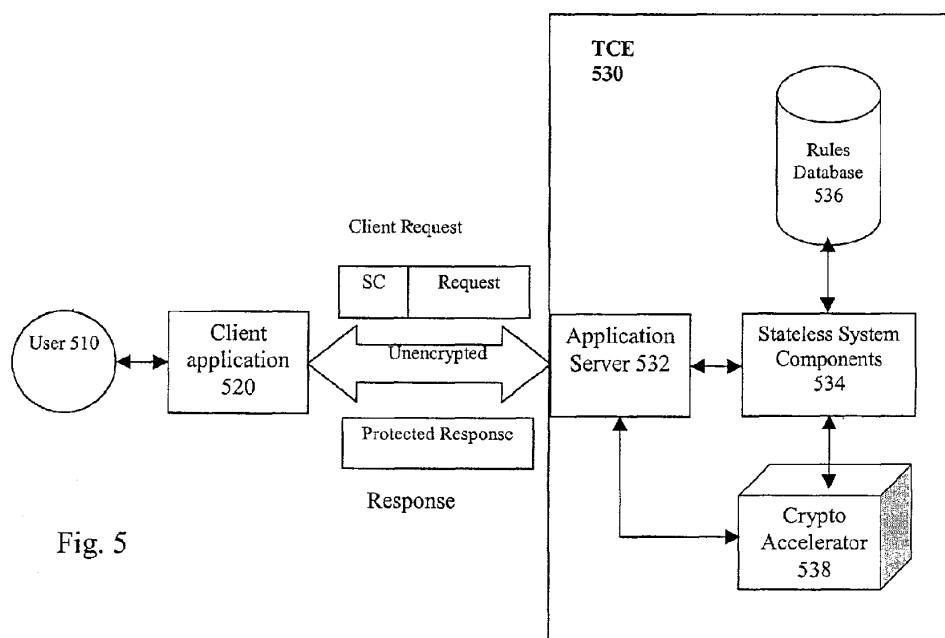 TCE
530
Rules
Database
536
Client Request
SC
Request
User 510
Client
application
520
Unencrypted
Application
Server 532
Stateless System
Components
534
Protected Response
Response
Crypto
Accelerator
538
Fig. 5